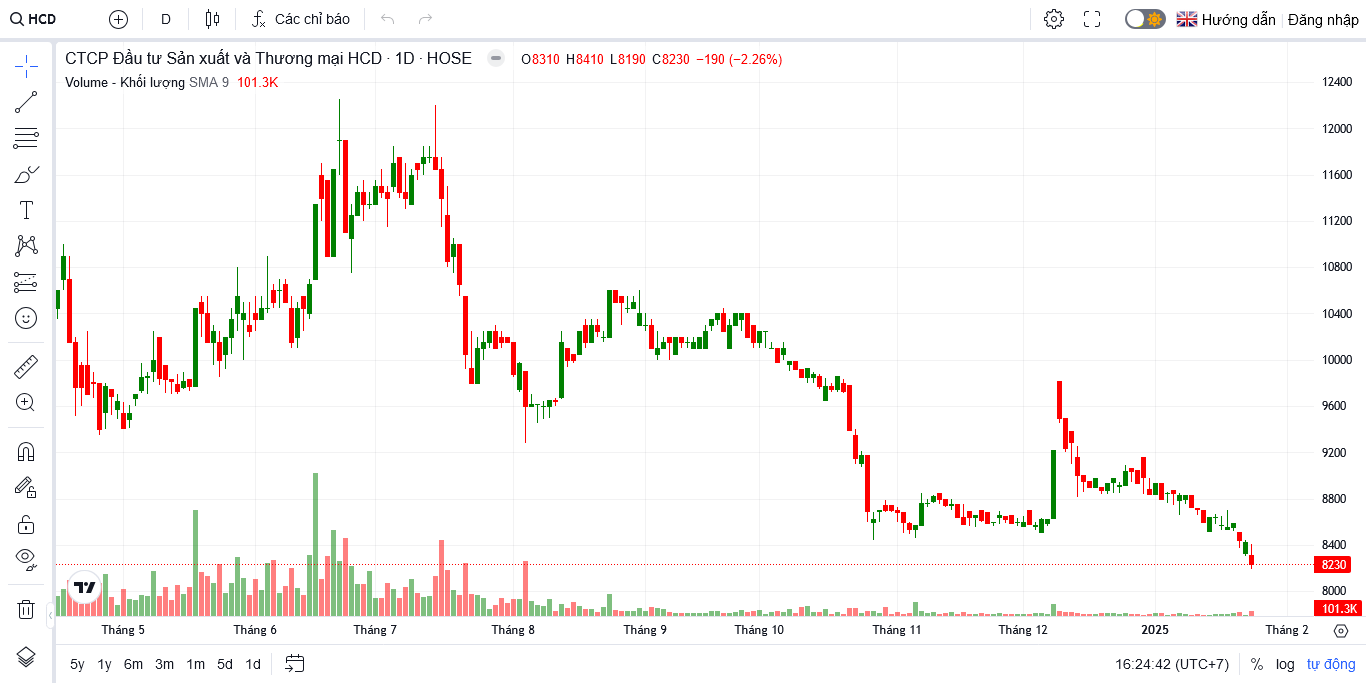 HCD D Các chỉ báo Hướng dẫn Đăng nhập
CTCP Đầu tư Sản xuất và Thương mại HCD · 1D · HOSE O8310 H8410 L8190 C8230 −190 (−2.26%)
Volume - Khối lượng SMA 9 101.3K
12400
12000
11600
11200
10800
10400
10000
9600
9200
8800
8400
8230
8000
101.3K
Tháng 5 Tháng 6 Tháng 7 Tháng 8 Tháng 9 Tháng 10 Tháng 11 Tháng 12 2025 Tháng 2
5y 1y 6m 3m 1m 5d 1d 16:24:42 (UTC+7) % log tự động